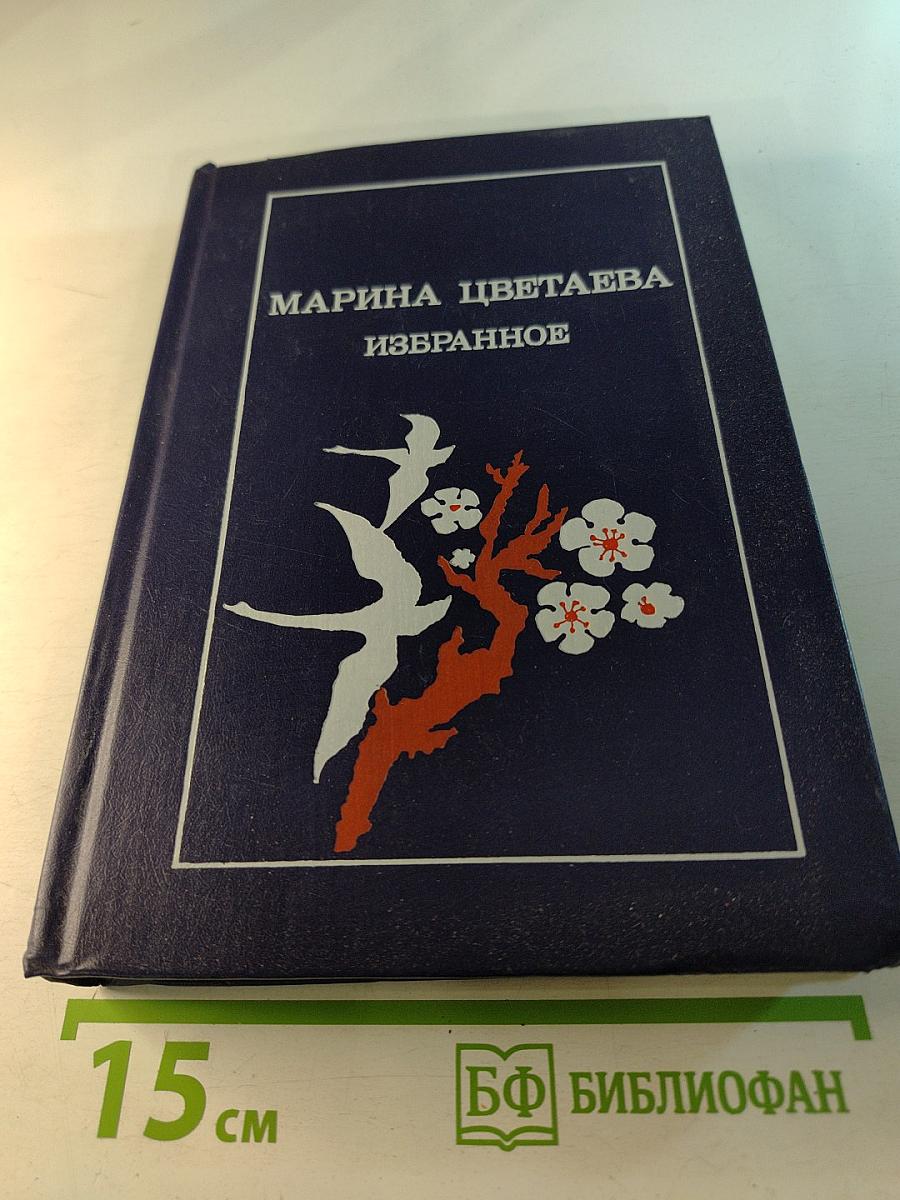 МАРИНА ЦВЕТАЕВА
ИЗБРАННОЕ
15 см
БФ БИБЛИОФАН